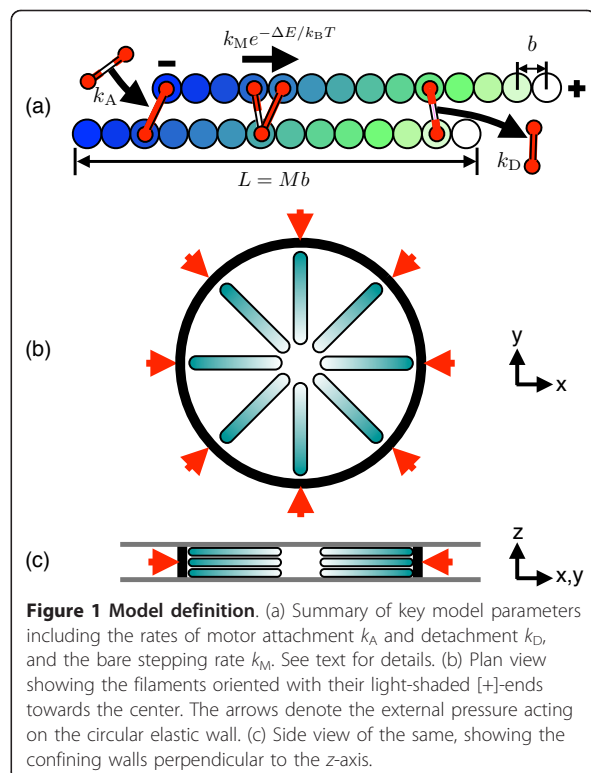 k_M e^{-ΔE/k_B T}
b
−
+
k_A
(a)
k_D
L = Mb
(b)
y
x
z
(c)
x,y
Figure 1 Model definition. (a) Summary of key model parameters
including the rates of motor attachment k_A and detachment k_D,
and the bare stepping rate k_M. See text for details. (b) Plan view
showing the filaments oriented with their light-shaded [+]-ends
towards the center. The arrows denote the external pressure acting
on the circular elastic wall. (c) Side view of the same, showing the
confining walls perpendicular to the z-axis.